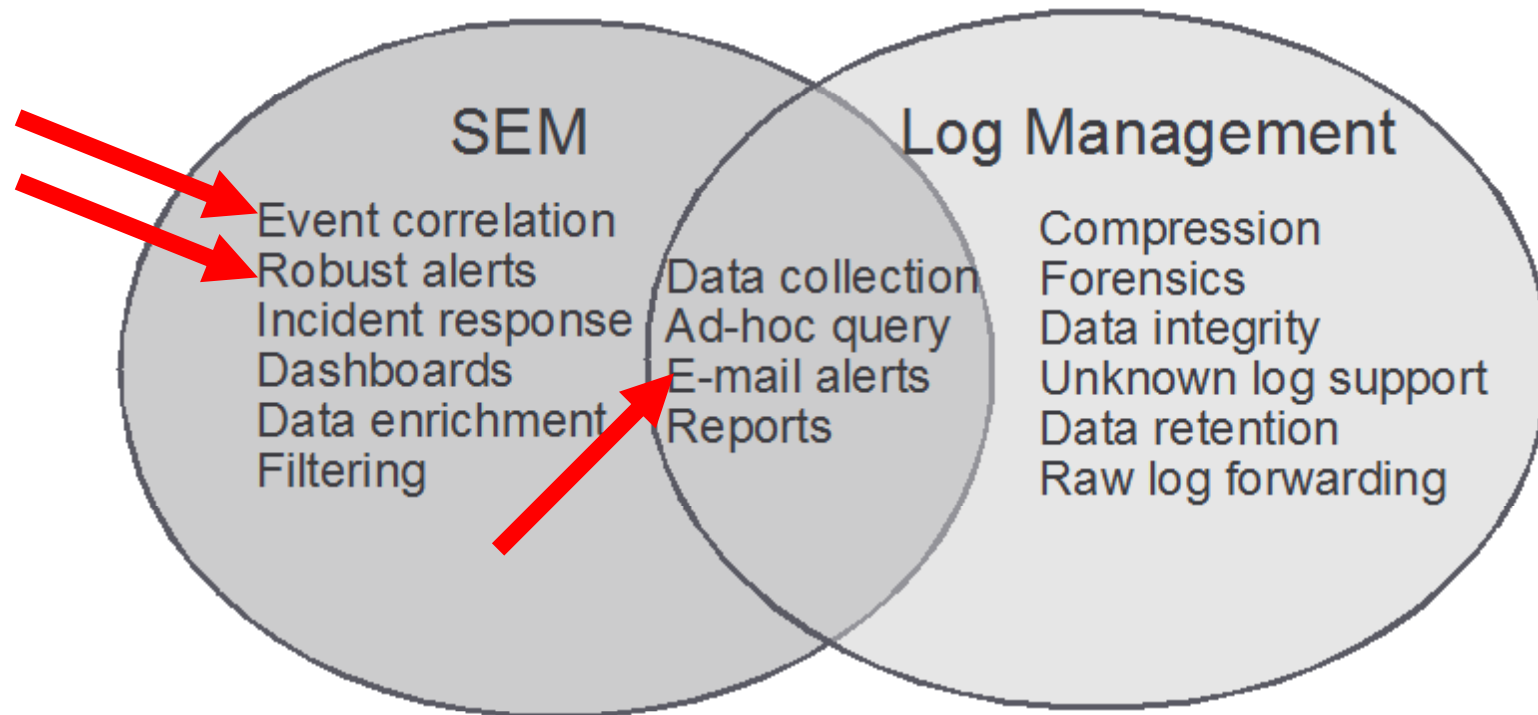 SEM
Event correlation
Robust alerts
Incident response
Dashboards
Data enrichment
Filtering
Data collection
Ad-hoc query
E-mail alerts
Reports
Log Management
Compression
Forensics
Data integrity
Unknown log support
Data retention
Raw log forwarding